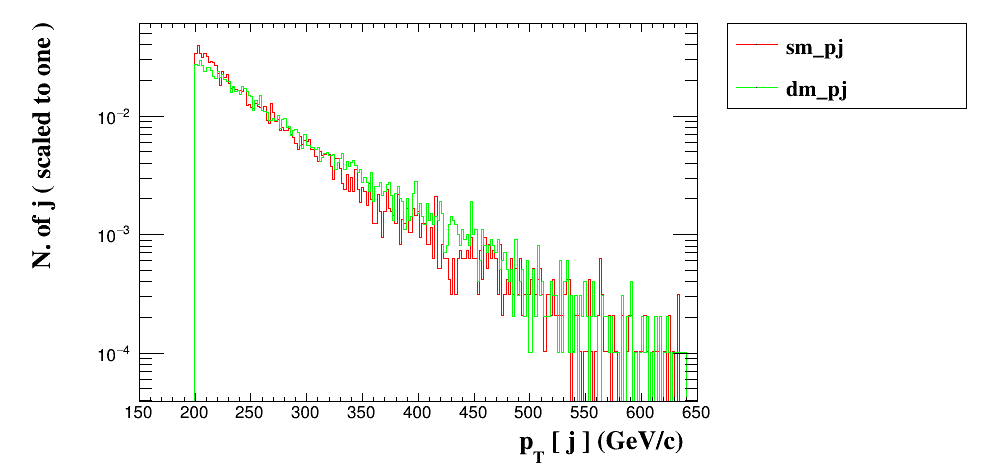 N. of j ( scaled to one )
10⁻²
10⁻³
10⁻⁴
150 200 250 300 350 400 450 500 550 600 650
p_T [ j ] (GeV/c)
sm_pj
dm_pj